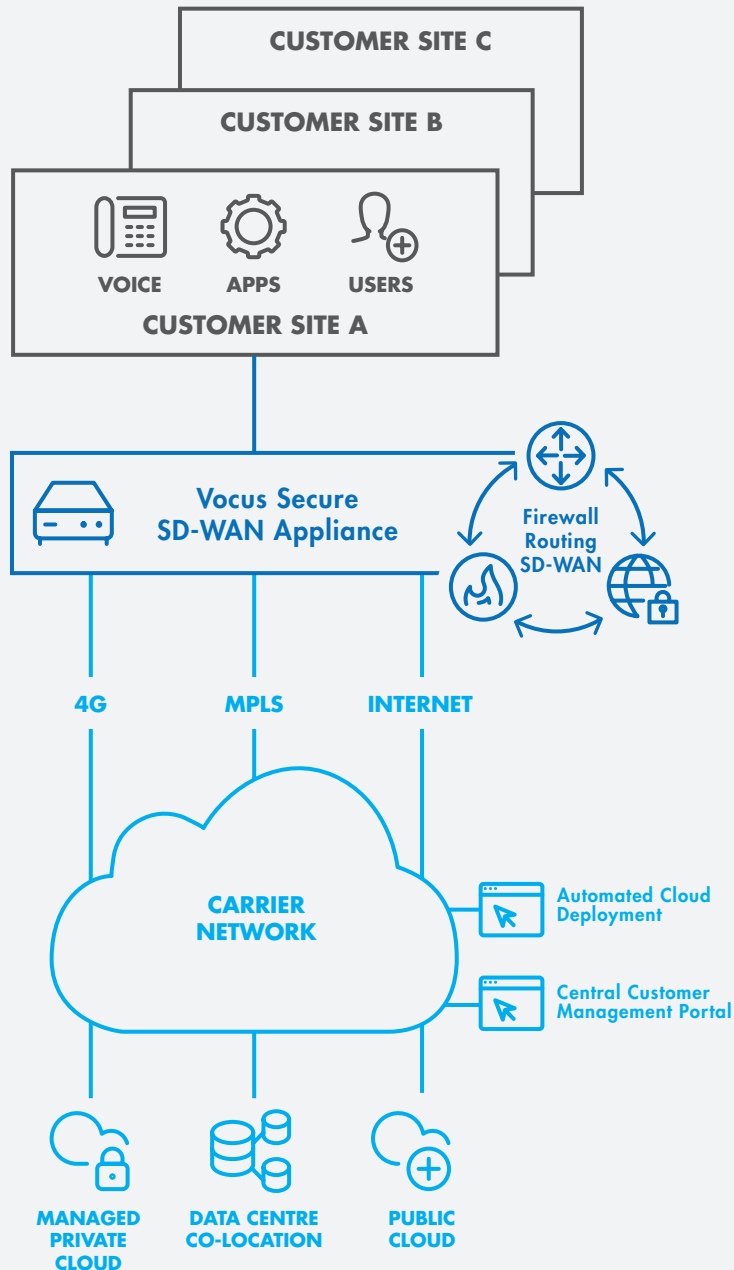 CUSTOMER SITE C
CUSTOMER SITE B
VOICE
APPS
USERS
CUSTOMER SITE A
Vocus Secure
SD-WAN Appliance
Firewall
Routing
SD-WAN
4G
MPLS
INTERNET
CARRIER
NETWORK
Automated Cloud
Deployment
Central Customer
Management Portal
MANAGED
PRIVATE
CLOUD
DATA CENTRE
CO-LOCATION
PUBLIC
CLOUD